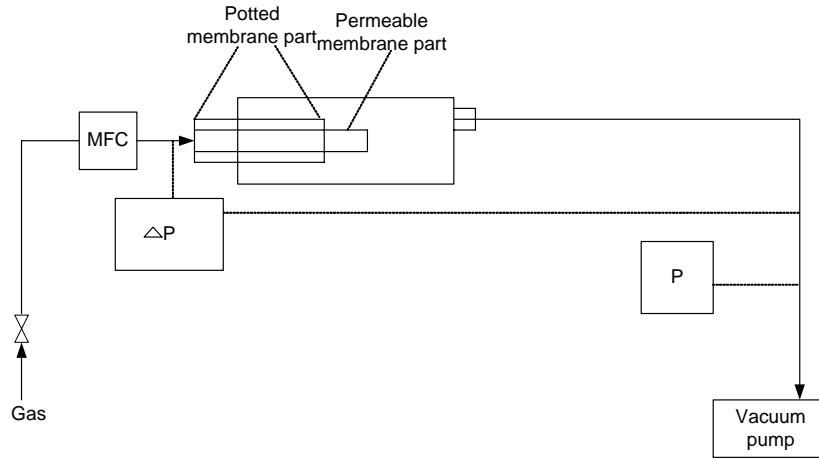 Potted
membrane part
Permeable
membrane part
MFC
△P
P
Gas
Vacuum
pump